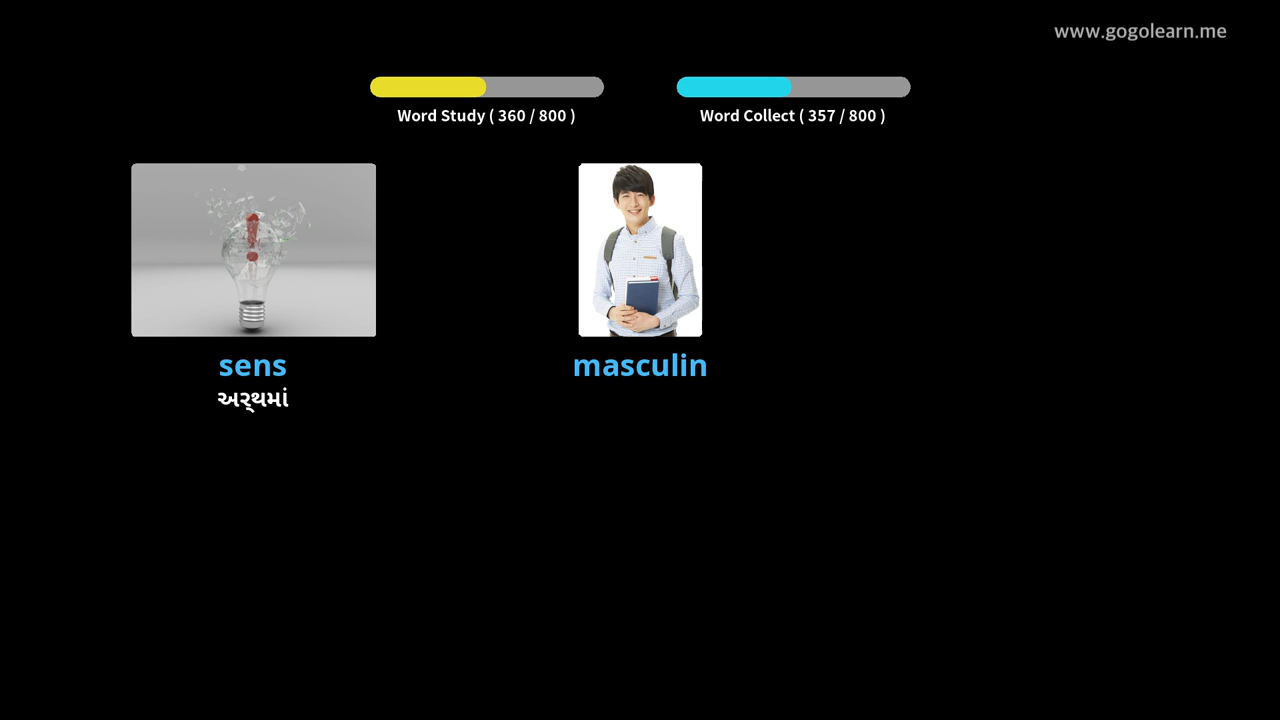 www.gogolearn.me
Word Study ( 360 / 800 )
Word Collect ( 357 / 800 )
sens
અર્થમાં
masculin